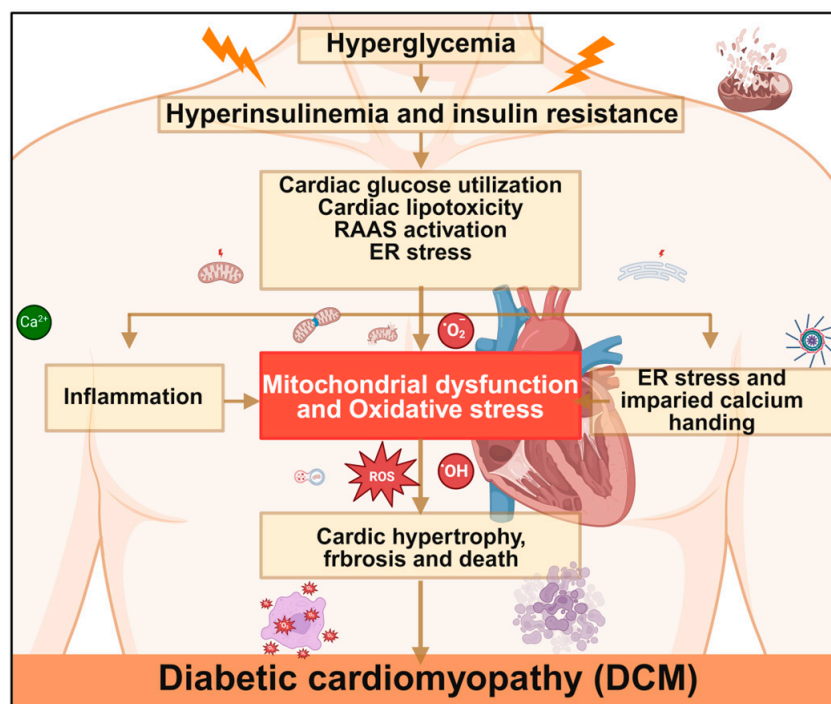 Hyperglycemia
Hyperinsulinemia and insulin resistance
Cardiac glucose utilization
Cardiac lipotoxicity
RAAS activation
ER stress
Ca²⁺
·O₂⁻
Inflammation
Mitochondrial dysfunction
and Oxidative stress
ER stress and
imparied calcium
handing
ROS
·OH
Cardic hypertrophy,
frbrosis and death
Diabetic cardiomyopathy (DCM)